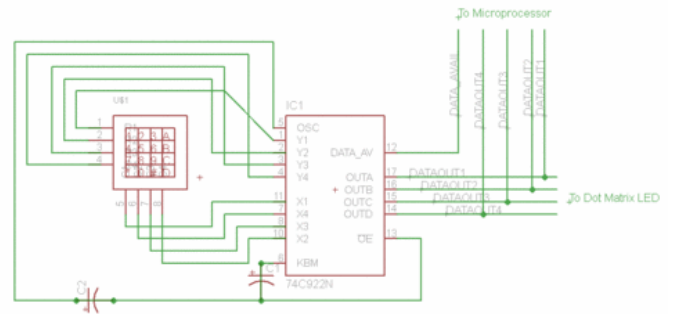 To Microprocessor
DATA_AVAIL
DATAOUT4
DATAOUT3
DATAOUT2
DATAOUT1
U$1
IC1
1
2
3
4
5
6
7
8
5
OSC
1
Y1
2
Y2
3
Y3
4
Y4
11
X1
7
X4
8
X3
10
X2
6
KBM
DATA_AV
12
OUTA
17
DATAOUT1
OUTB
16
DATAOUT2
OUTC
15
DATAOUT3
OUTD
14
DATAOUT4
OE
13
To Dot Matrix LED
74C922N
C1
C2